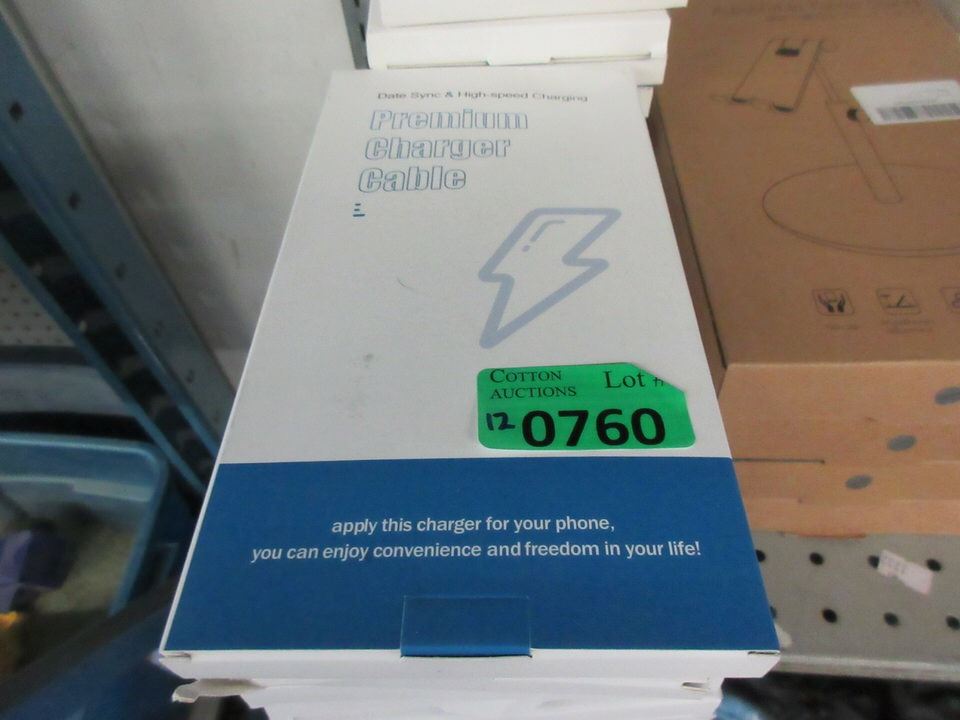 Date Sync & High-speed Charging
Premium
Charger
Cable
COTTON
AUCTIONS
Lot #
12 0760
apply this charger for your phone,
you can enjoy convenience and freedom in your life!